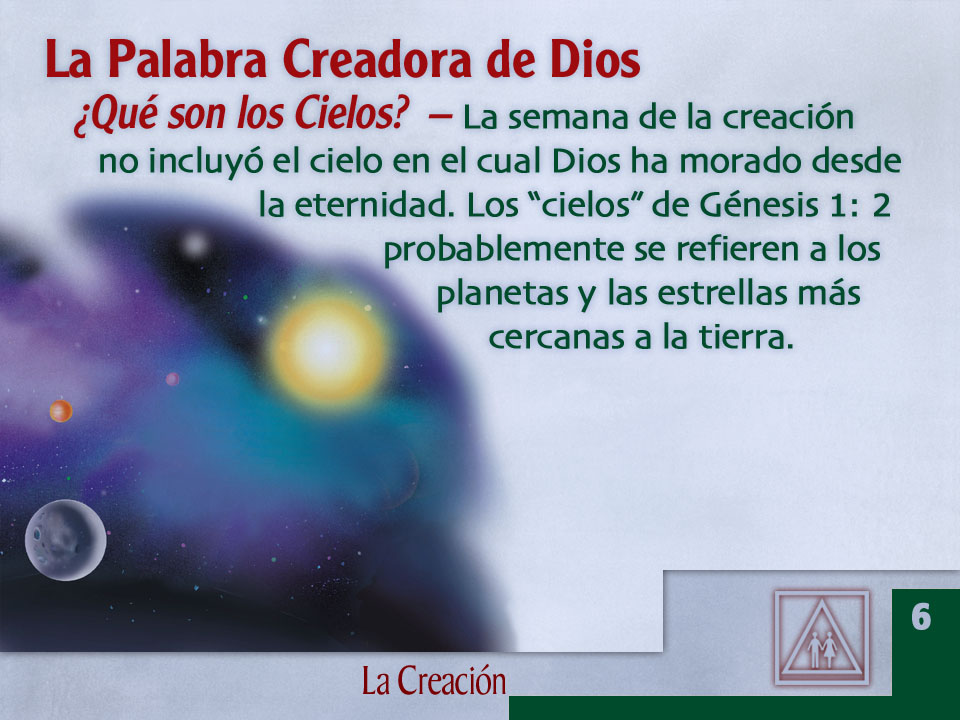 La Palabra Creadora de Dios
¿Qué son los Cielos? – La semana de la creación
no incluyó el cielo en el cual Dios ha morado desde
la eternidad. Los “cielos” de Génesis 1: 2
probablemente se refieren a los
planetas y las estrellas más
cercanas a la tierra.
6
La Creación